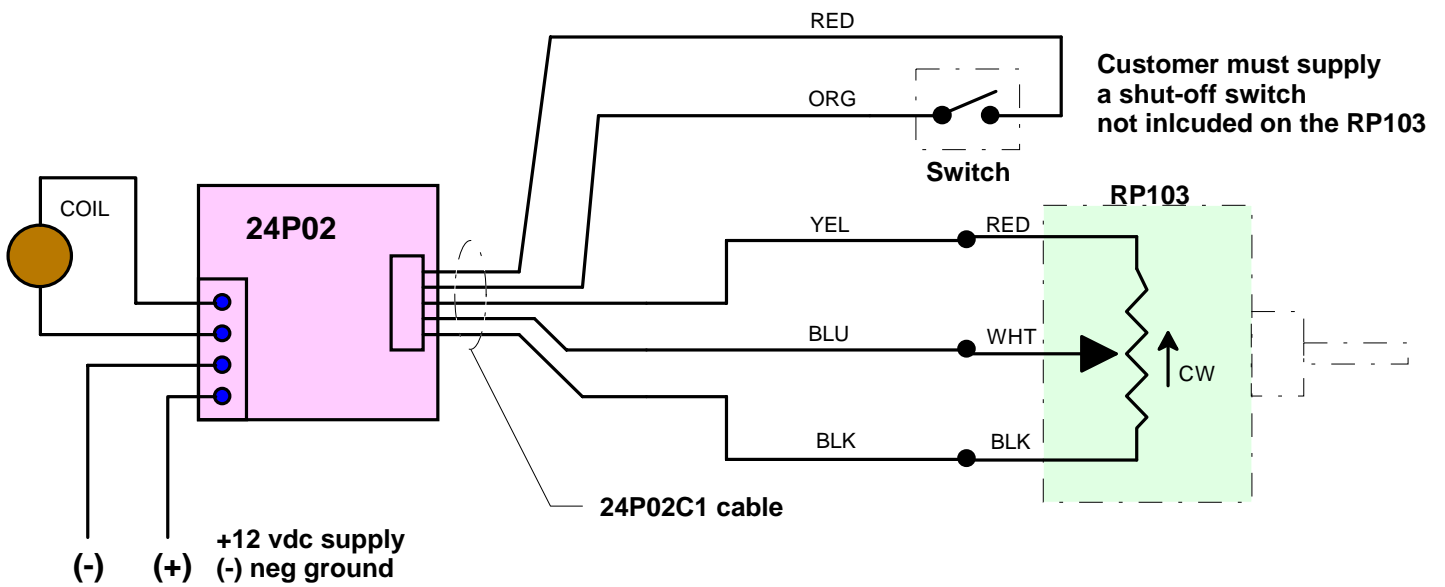 RED
Customer must supply
a shut-off switch
not inlcuded on the RP103
ORG
Switch
RP103
COIL
24P02
YEL
RED
BLU
WHT
CW
BLK
BLK
24P02C1 cable
+12 vdc supply
(-) (+) (-) neg ground